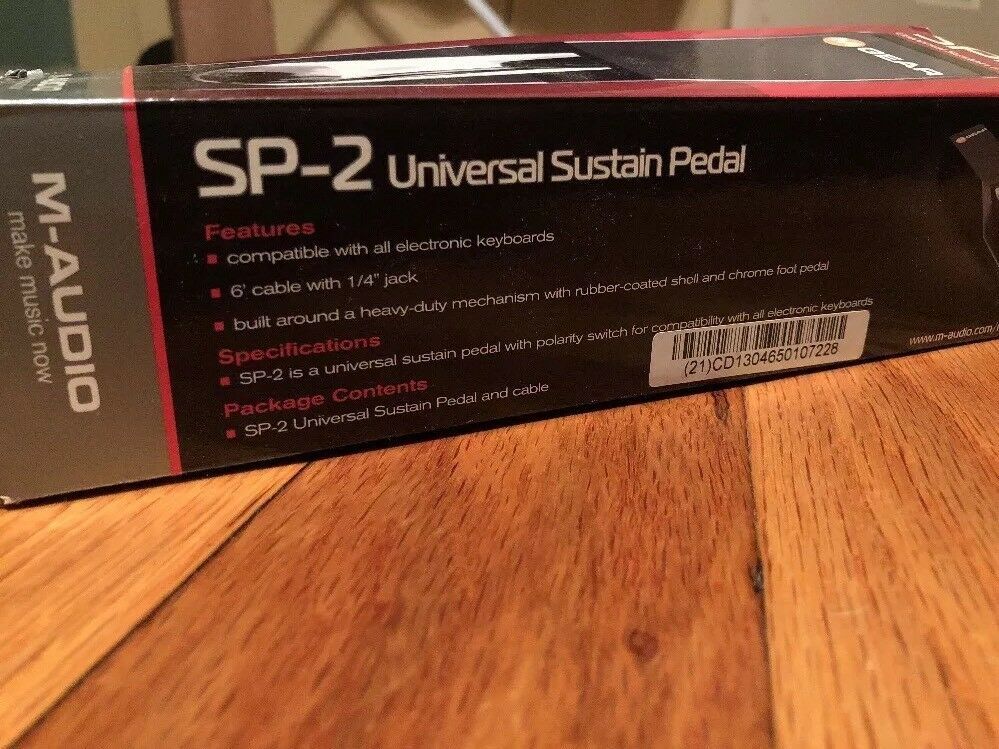 GEAR
SP-2 Universal Sustain Pedal
Features
compatible with all electronic keyboards
6' cable with 1/4" jack
built around a heavy-duty mechanism with rubber-coated shell and chrome foot pedal
Specifications
SP-2 is a universal sustain pedal with polarity switch for compatibility with all electronic keyboards
Package Contents
SP-2 Universal Sustain Pedal and cable
(21)CD1304650107228
www.m-audio.com
M-AUDIO
make music now